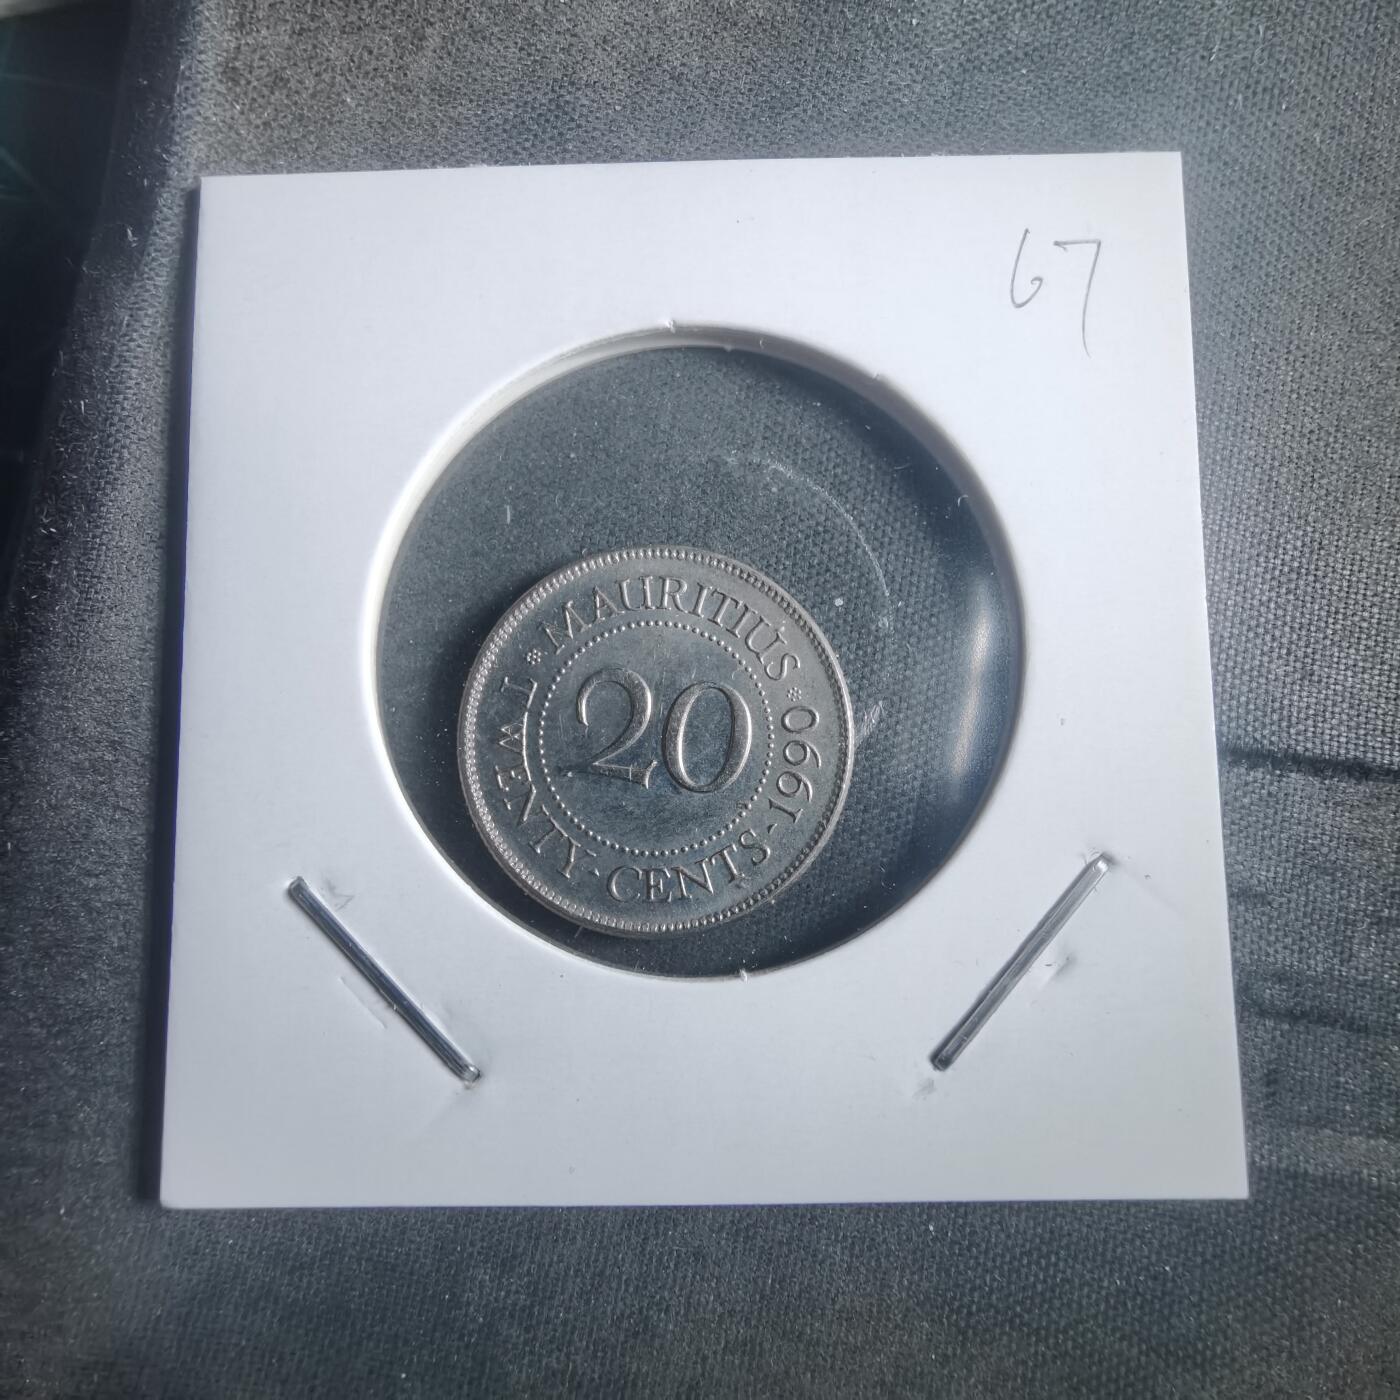 67
* MAURITIUS *
20
TWENTY · CENTS - 1990